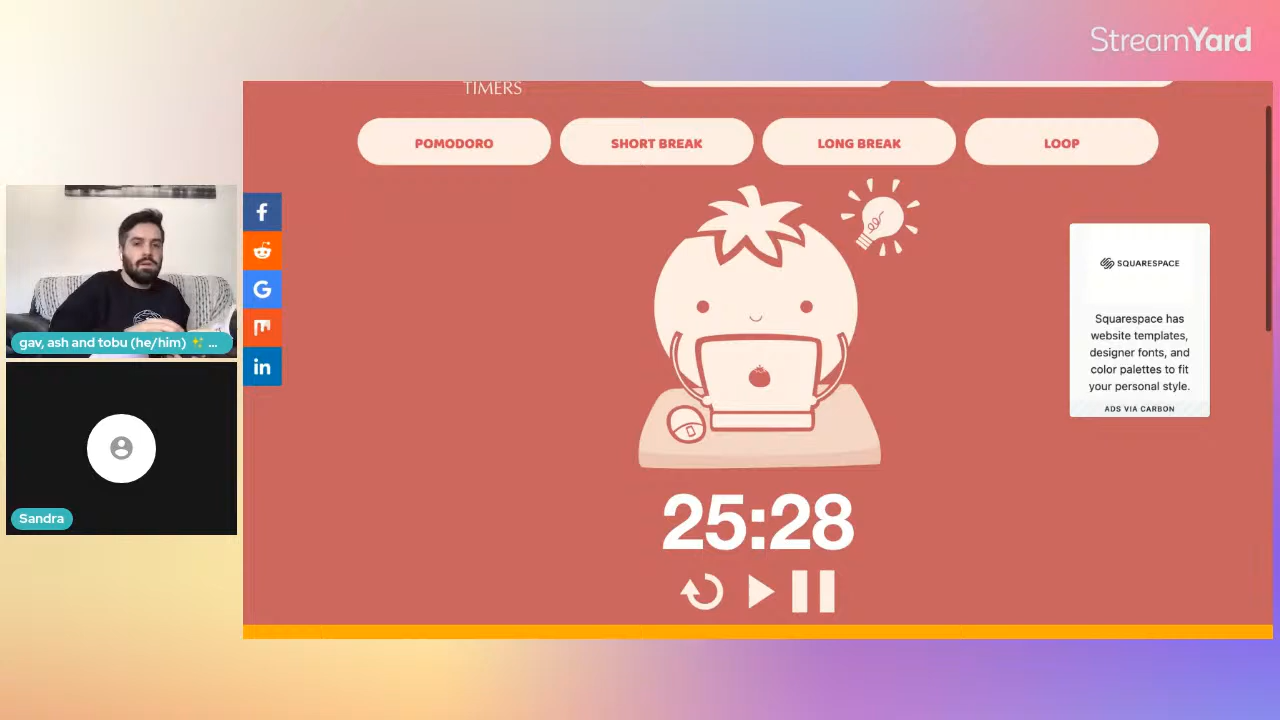 StreamYard
TIMERS
POMODORO
SHORT BREAK
LONG BREAK
LOOP
gav, ash and tobu (he/him) ✨ ...
Sandra
SQUARESPACE
Squarespace has
website templates,
designer fonts, and
color palettes to fit
your personal style.
ADS VIA CARBON
25:28